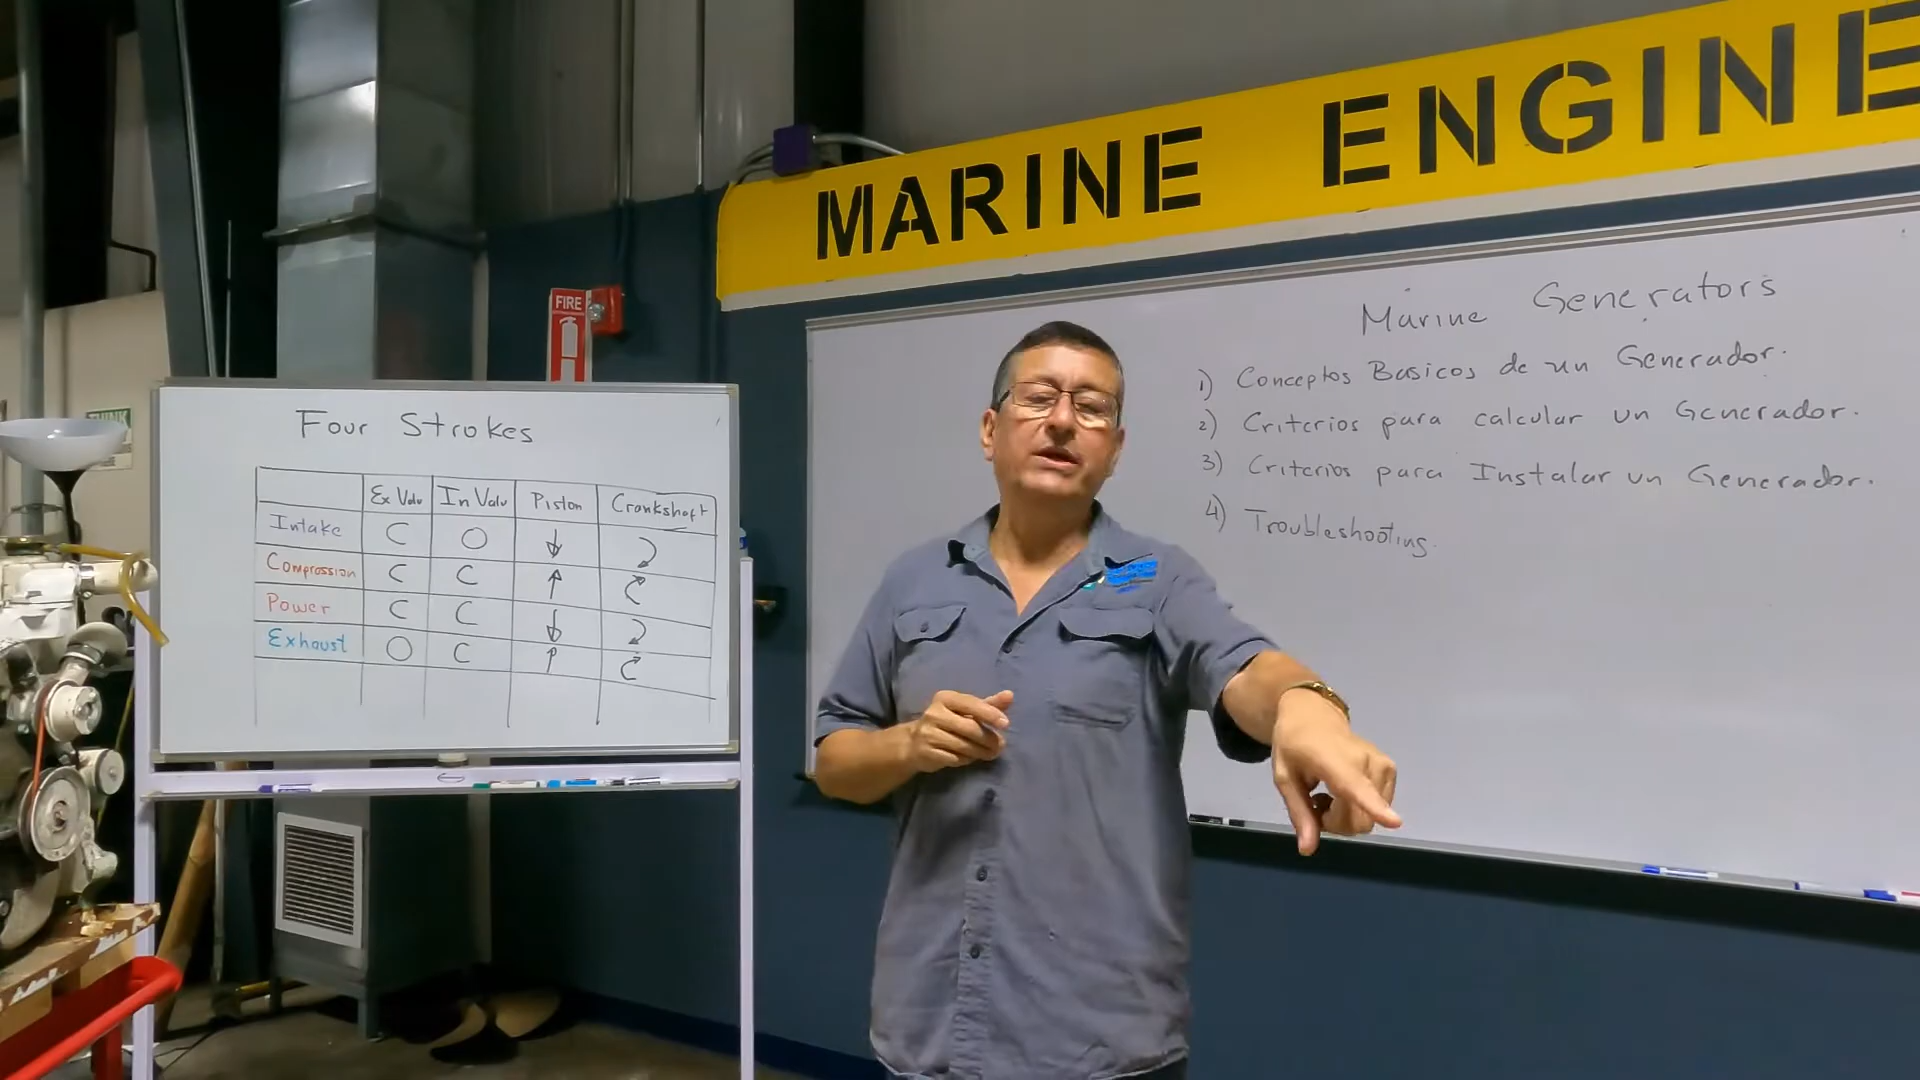 MARINE ENGINE
FIRE
Four Strokes
Ex Valv In Valv Piston Crankshaft
Intake C O ↓
Compression C C ↑
Power C C ↓
Exhaust O C ↑
Marine Generators
1) Conceptos Basicos de un Generador.
2) Criterios para calcular un Generador.
3) Criterios para Instalar un Generador.
4) Troubleshooting.
THINK